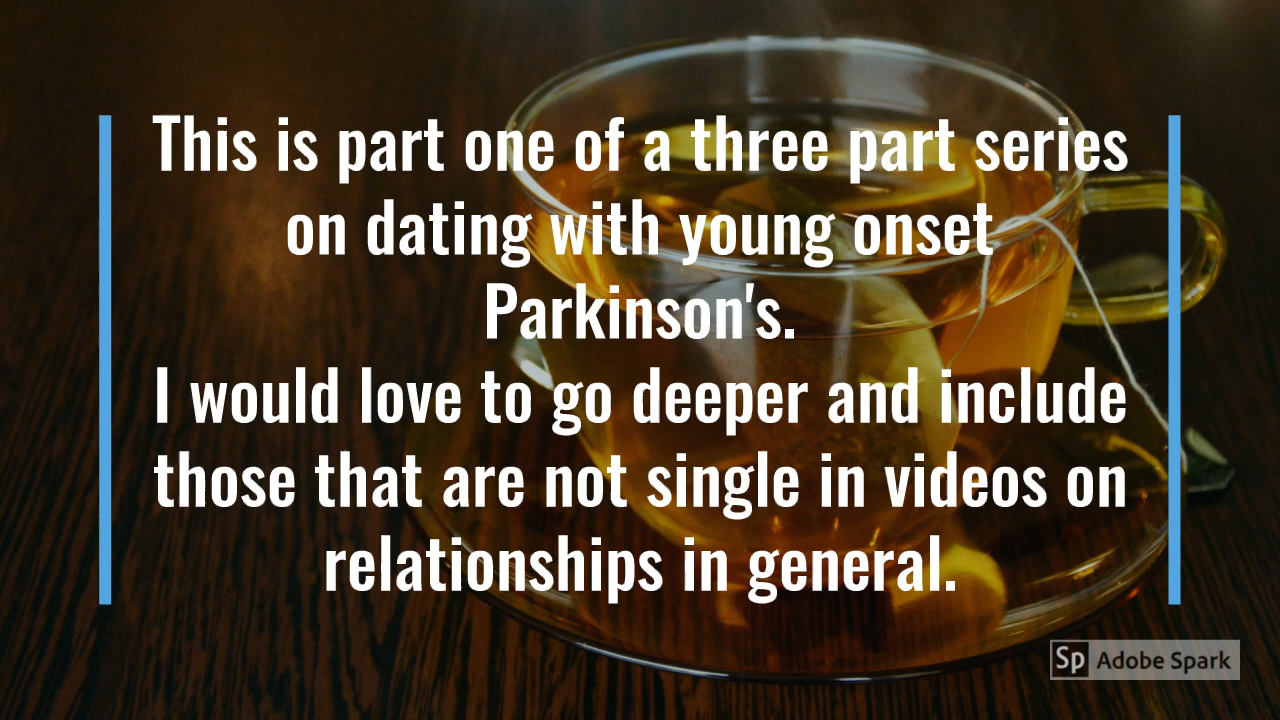 This is part one of a three part series
on dating with young onset
Parkinson's.
I would love to go deeper and include
those that are not single in videos on
relationships in general.
Sp Adobe Spark